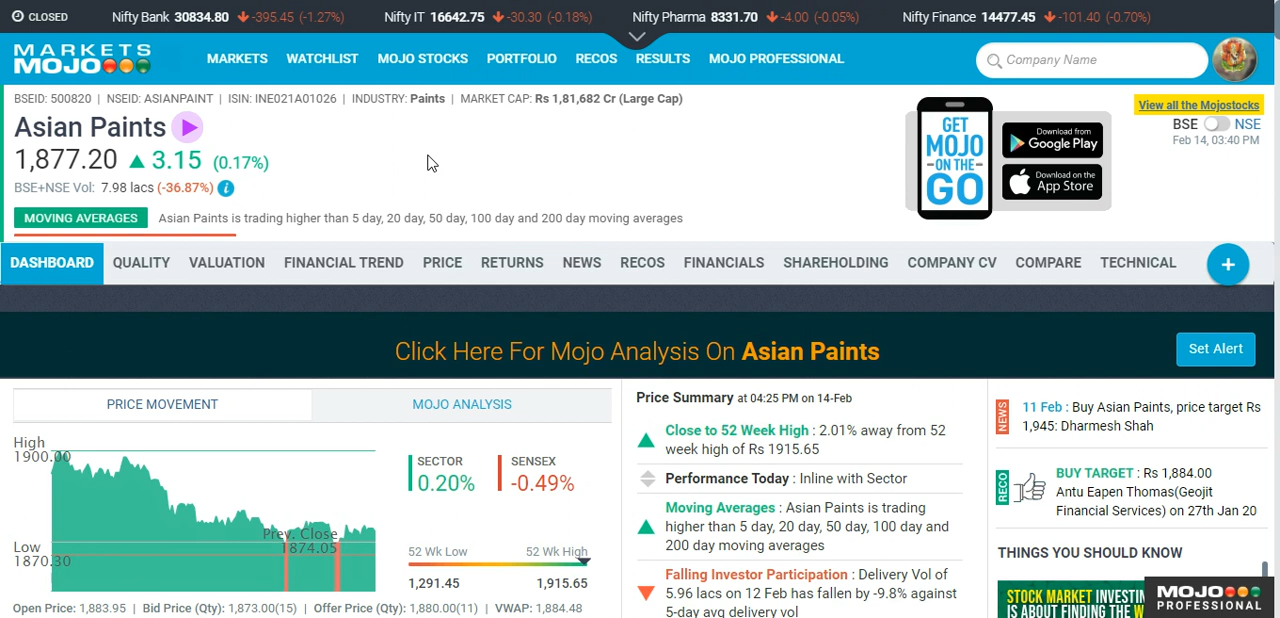 CLOSED Nifty Bank 30834.80 -395.45 (-1.27%) Nifty IT 16642.75 -30.30 (-0.18%) Nifty Pharma 8331.70 -4.00 (-0.05%) Nifty Finance 14477.45 -101.40 (-0.70%)
MARKETS MOJO
MARKETS WATCHLIST MOJO STOCKS PORTFOLIO RECOS RESULTS MOJO PROFESSIONAL Company Name
BSEID: 500820 | NSEID: ASIANPAINT | ISIN: INE021A01026 | INDUSTRY: Paints | MARKET CAP: Rs 1,81,682 Cr (Large Cap)
View all the Mojostocks
Asian Paints
BSE NSE
Feb 14, 03:40 PM
1,877.20 ▲ 3.15 (0.17%)
BSE+NSE Vol: 7.98 lacs (-36.87%) i
MOVING AVERAGES Asian Paints is trading higher than 5 day, 20 day, 50 day, 100 day and 200 day moving averages
GET
MOJO
-ON THE-
GO
Download from
Google Play
Download on the
App Store
DASHBOARD QUALITY VALUATION FINANCIAL TREND PRICE RETURNS NEWS RECOS FINANCIALS SHAREHOLDING COMPANY CV COMPARE TECHNICAL +
Click Here For Mojo Analysis On Asian Paints
Set Alert
PRICE MOVEMENT MOJO ANALYSIS
High
1900.00
Prev. Close
1874.05
Low
1870.30
SECTOR
0.20%
SENSEX
-0.49%
52 Wk Low 52 Wk High
1,291.45 1,915.65
Open Price: 1,883.95 | Bid Price (Qty): 1,873.00(15) | Offer Price (Qty): 1,880.00(11) | VWAP: 1,884.48
Price Summary at 04:25 PM on 14-Feb
Close to 52 Week High : 2.01% away from 52
week high of Rs 1915.65
Performance Today : Inline with Sector
Moving Averages : Asian Paints is trading
higher than 5 day, 20 day, 50 day, 100 day and
200 day moving averages
Falling Investor Participation : Delivery Vol of
5.96 lacs on 12 Feb has fallen by -9.8% against
5-day avg delivery vol
NEWS
11 Feb : Buy Asian Paints, price target Rs
1,945: Dharmesh Shah
RECO
BUY TARGET : Rs 1,884.00
Antu Eapen Thomas(Geojit
Financial Services) on 27th Jan 20
THINGS YOU SHOULD KNOW
STOCK MARKET INVESTIN
IS ABOUT FINDING THE W
MOJO
PROFESSIONAL